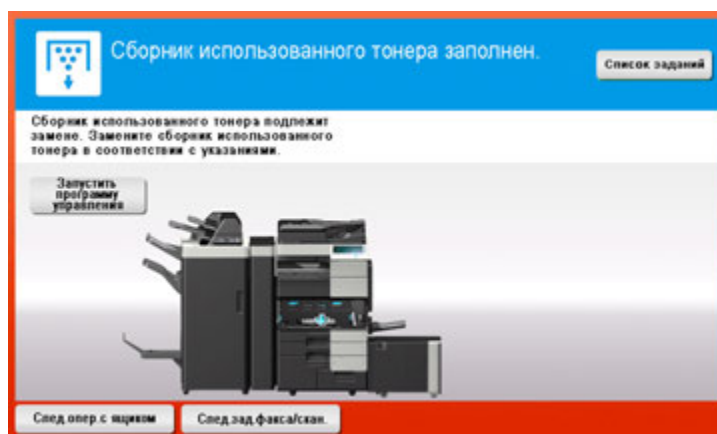 Сборник использованного тонера заполнен.
Список заданий
Сборник использованного тонера подлежит
замене. Замените сборник использованного
тонера в соответствии с указаниями.
Запустить
программу
управления
След.опер.с ящиком
След.зад.факса/скан.